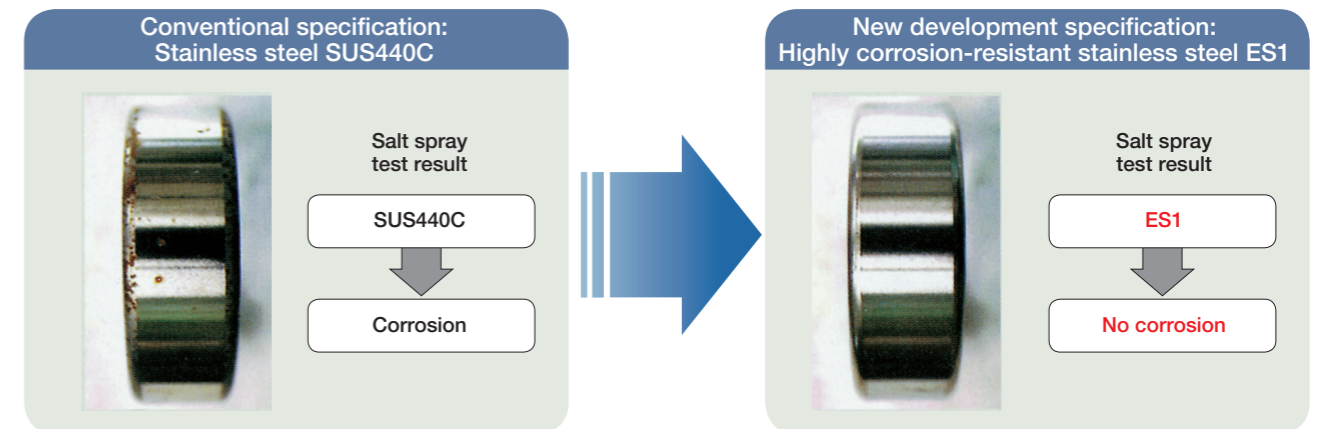 Conventional specification:
Stainless steel SUS440C
Salt spray
test result
SUS440C
Corrosion
New development specification:
Highly corrosion-resistant stainless steel ES1
Salt spray
test result
ES1
No corrosion